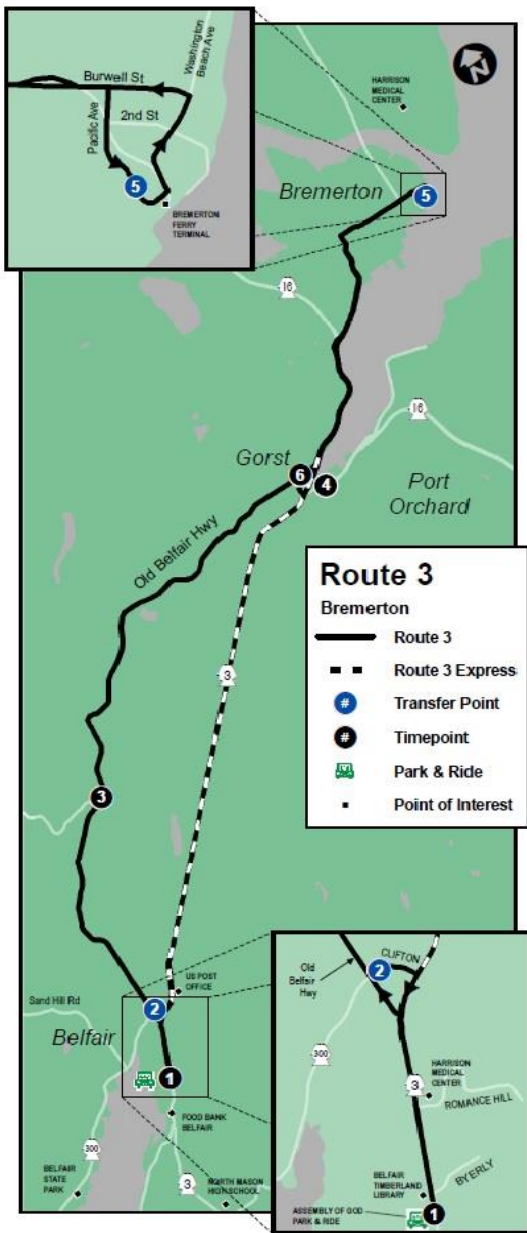 Burwell St
Washington
Beach Ave
Pacific Ave
2nd St
5
BREMERTON
FERRY
TERMINAL
HARRISON
MEDICAL
CENTER
N
Bremerton
5
16
16
Gorst
6
4
Port
Orchard
Old Belfair Hwy
3
3
Route 3
Bremerton
Route 3
Route 3 Express
# Transfer Point
# Timepoint
Park & Ride
Point of Interest
US POST
OFFICE
Sand Hill Rd
2
Belfair
1
FOOD BANK
BELFAIR
300
BELFAIR
STATE
PARK
3
NORTH MASON
HIGH SCHOOL
Old
Belfair
Hwy
2
CLIFTON
300
3
HARRISON
MEDICAL
CENTER
ROMANCE HILL
BELFAIR
TIMBERLAND
LIBRARY
BYERLY
ASSEMBLY OF GOD
PARK & RIDE
1